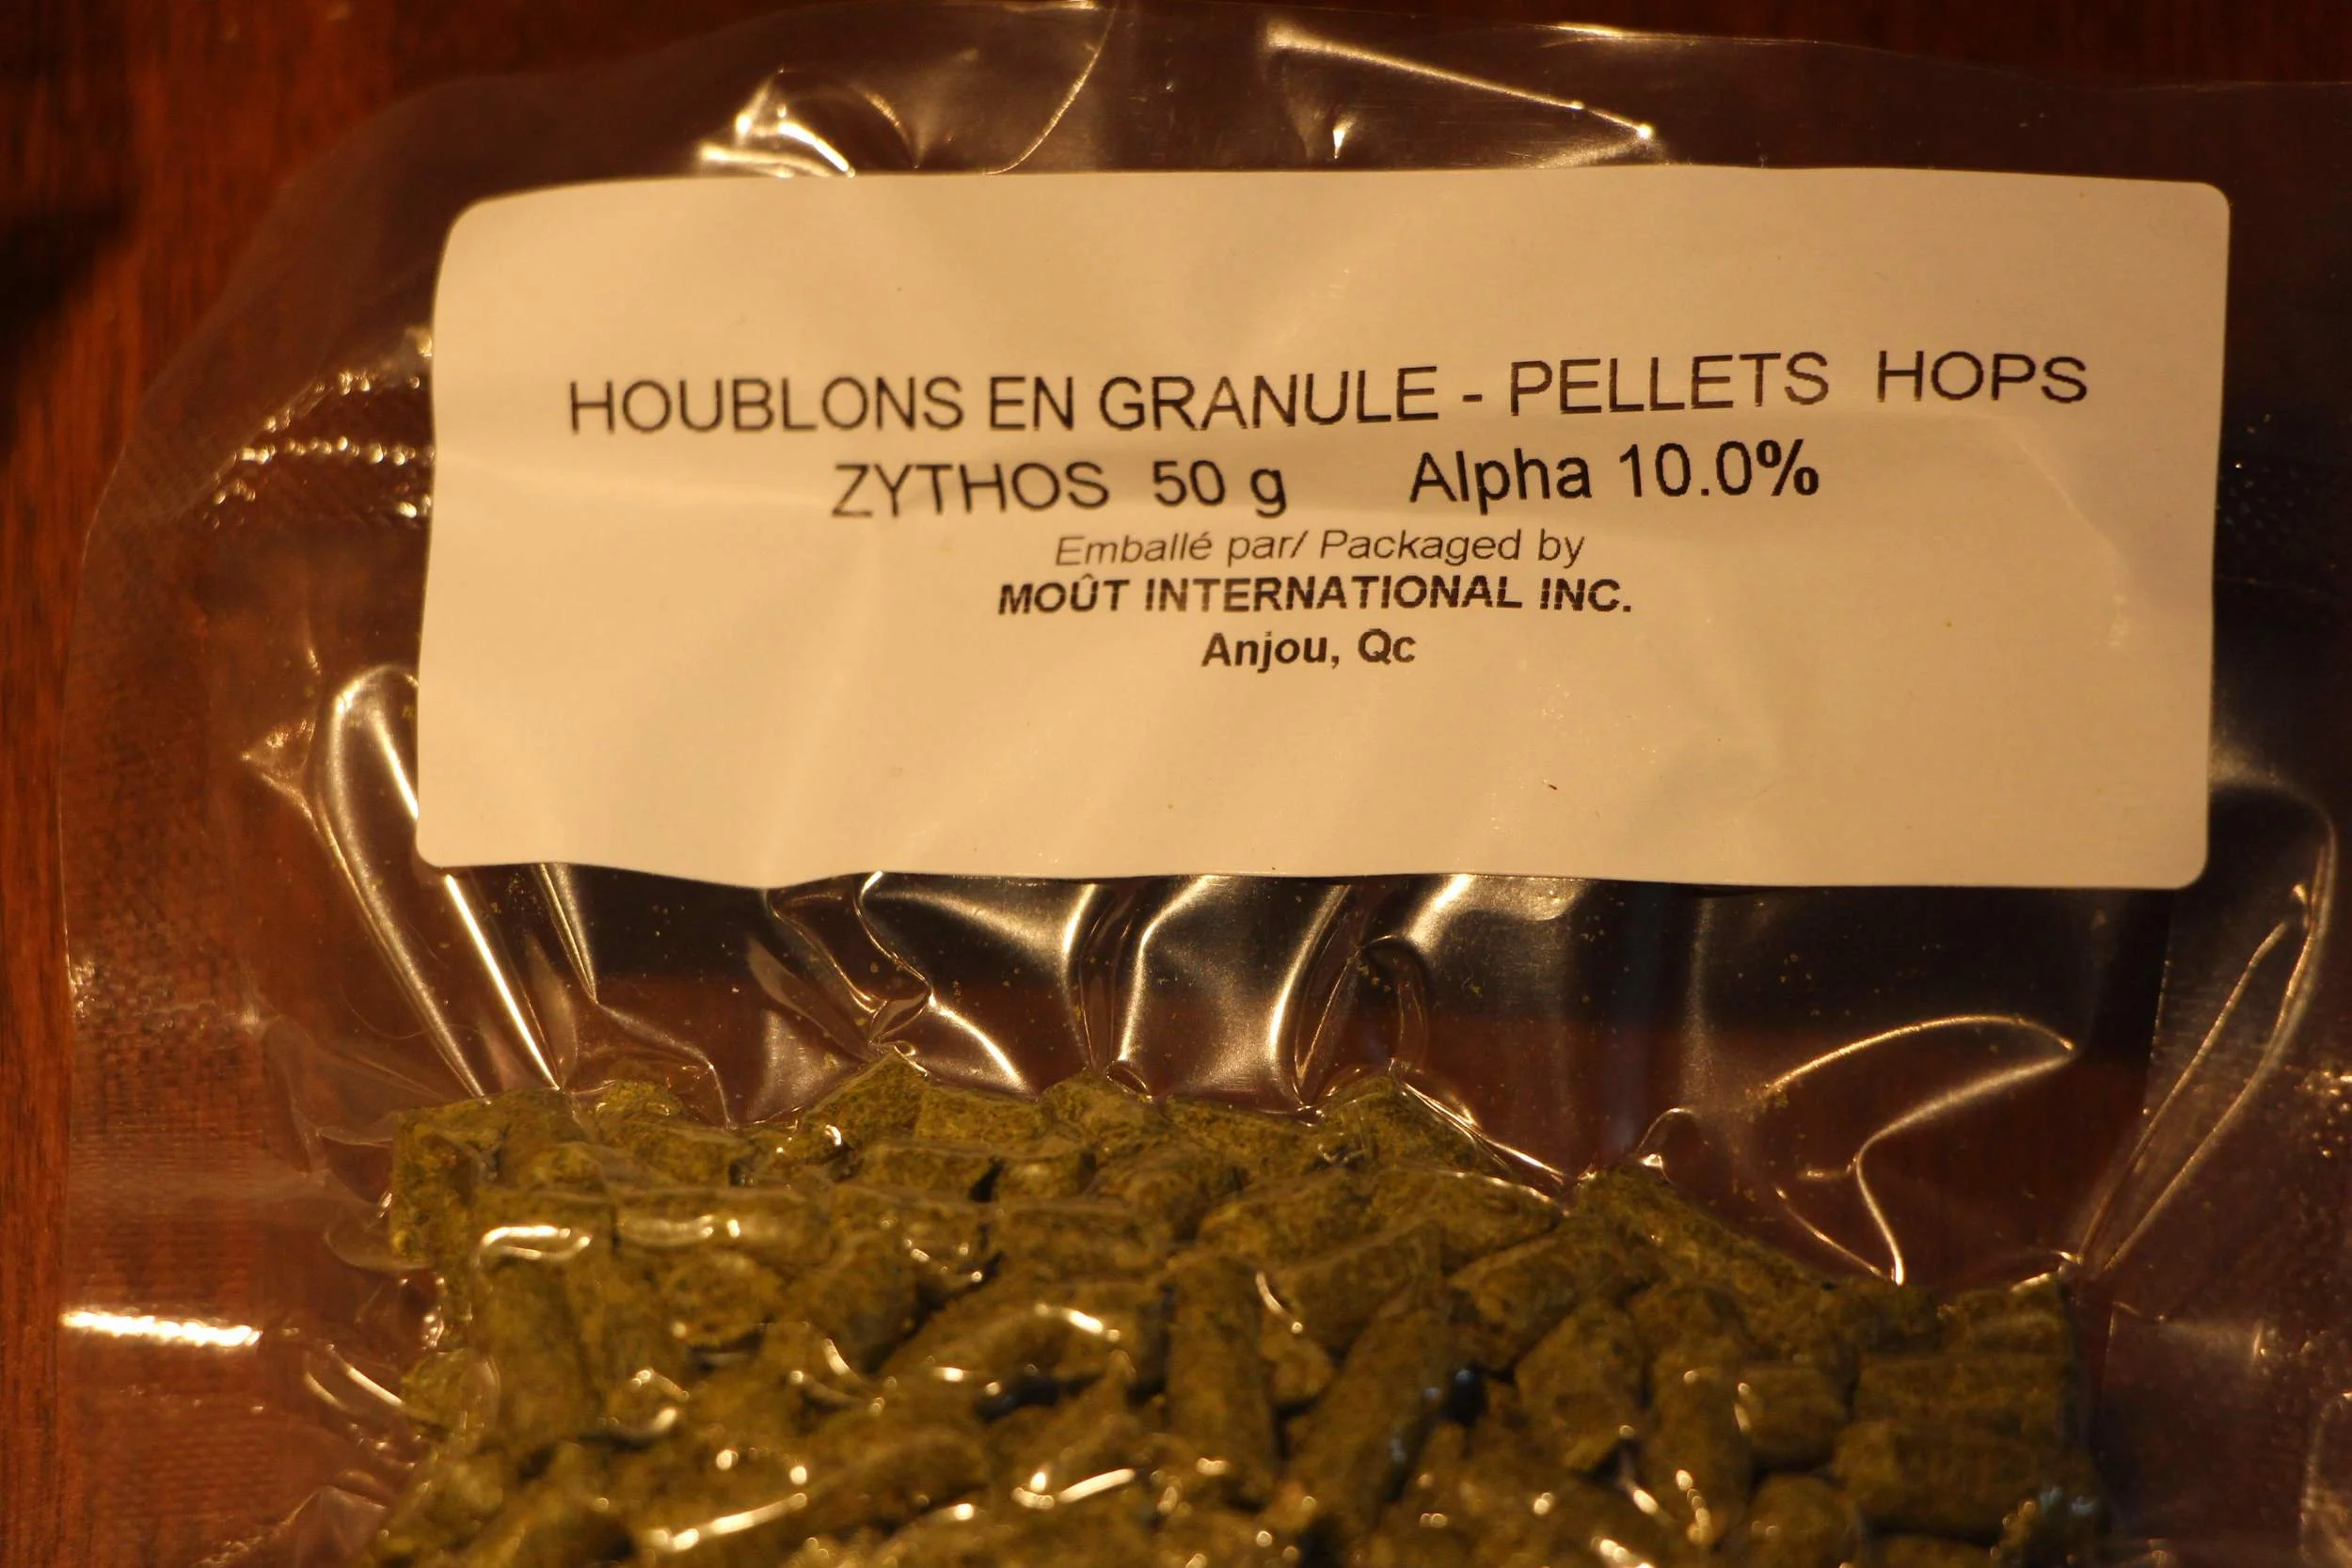 HOUBLONS EN GRANULE - PELLETS HOPS
ZYTHOS 50 g Alpha 10.0%
Emballé par/ Packaged by
MOÛT INTERNATIONAL INC.
Anjou, Qc